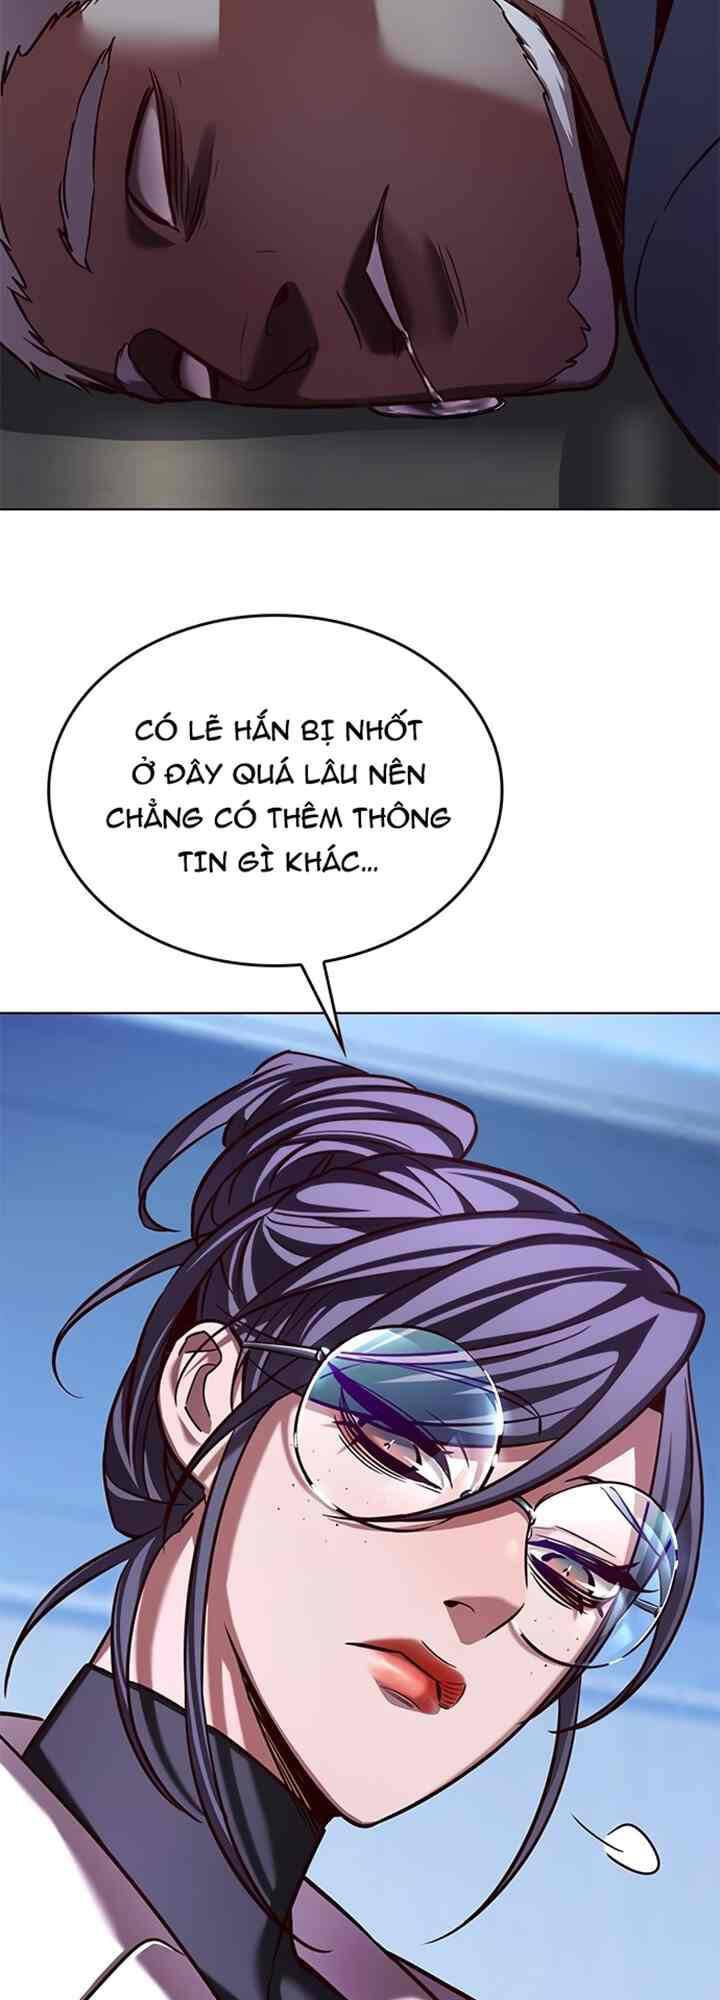 CÓ LẼ HẮN BỊ NHỐT
Ở ĐÂY QUÁ LÂU NÊN
CHẲNG CÓ THÊM THÔNG
TIN GÌ KHÁC...